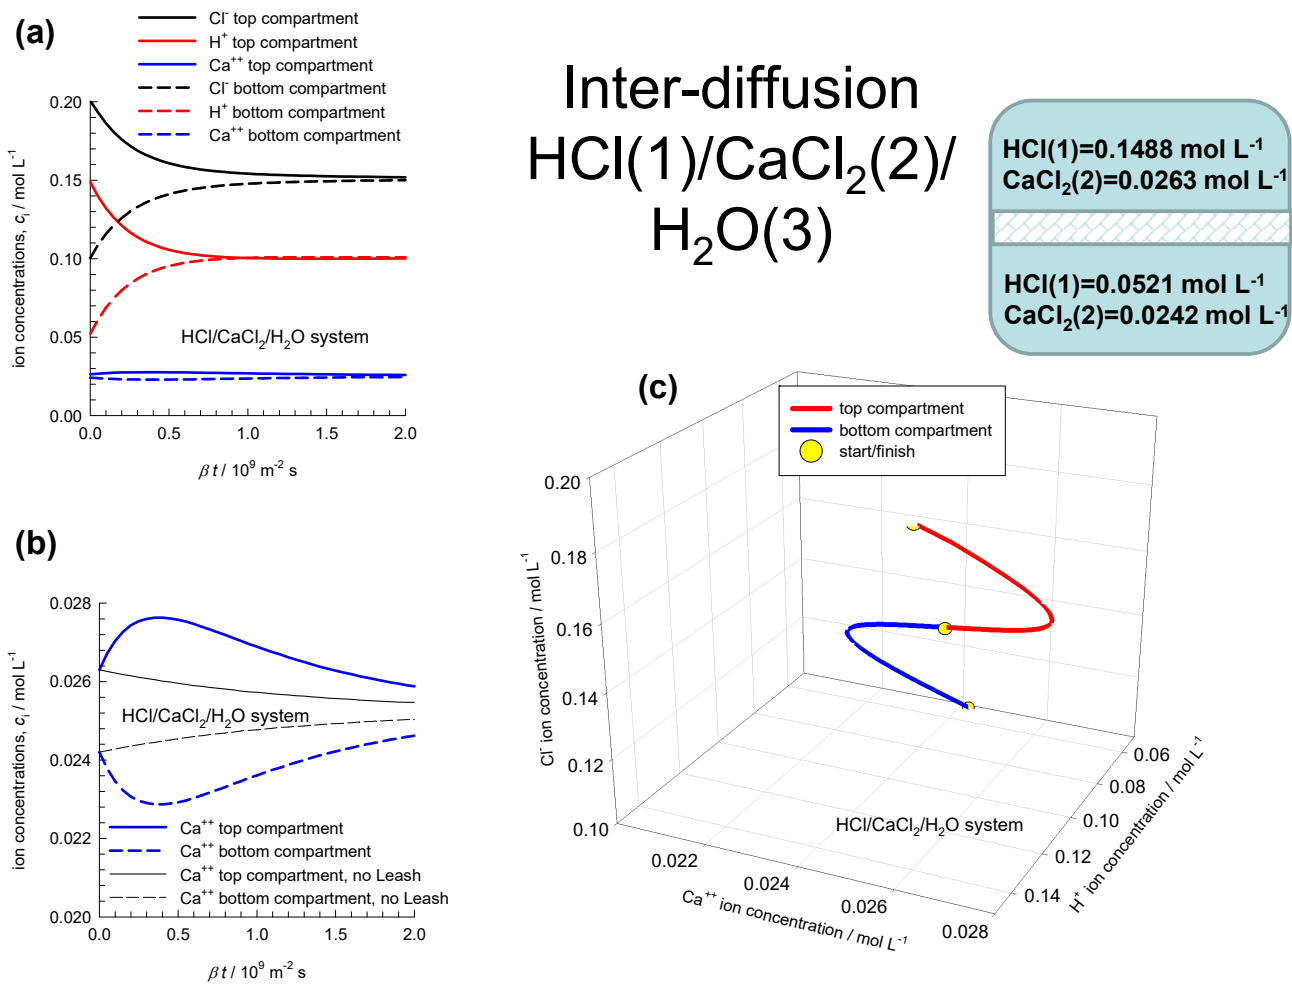 (a)
Cl⁻ top compartment
H⁺ top compartment
Ca⁺⁺ top compartment
Cl⁻ bottom compartment
H⁺ bottom compartment
Ca⁺⁺ bottom compartment
0.20
0.15
0.10
0.05
0.00
ion concentrations, cᵢ / mol L⁻¹
HCl/CaCl₂/H₂O system
0.0 0.5 1.0 1.5 2.0
β t / 10⁹ m⁻² s
Inter-diffusion
HCl(1)/CaCl₂(2)/
H₂O(3)
HCl(1)=0.1488 mol L⁻¹
CaCl₂(2)=0.0263 mol L⁻¹
HCl(1)=0.0521 mol L⁻¹
CaCl₂(2)=0.0242 mol L⁻¹
(b)
0.028
0.026
0.024
0.022
0.020
ion concentrations, cᵢ / mol L⁻¹
HCl/CaCl₂/H₂O system
Ca⁺⁺ top compartment
Ca⁺⁺ bottom compartment
Ca⁺⁺ top compartment, no Leash
Ca⁺⁺ bottom compartment, no Leash
0.0 0.5 1.0 1.5 2.0
β t / 10⁹ m⁻² s
(c)
top compartment
bottom compartment
start/finish
0.20
0.18
0.16
0.14
0.12
0.10
Cl⁻ ion concentration / mol L⁻¹
HCl/CaCl₂/H₂O system
0.022
0.024
0.026
0.028
Ca⁺⁺ ion concentration / mol L⁻¹
0.06
0.08
0.10
0.12
0.14
H⁺ ion concentration / mol L⁻¹